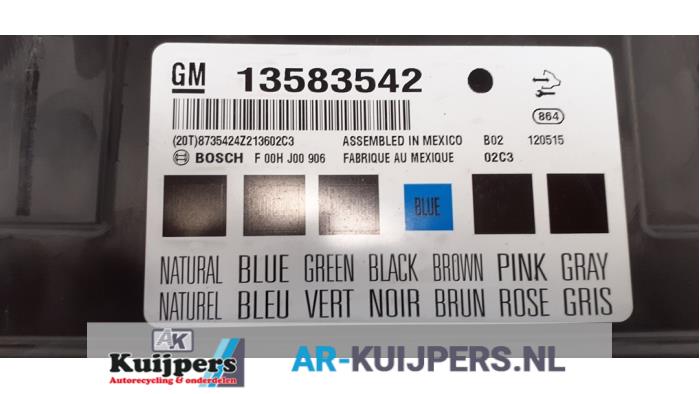 GM 13583542
864
(20T)8735424Z213602C3 ASSEMBLED IN MEXICO B02 120515
BOSCH F 00H J00 906 FABRIQUE AU MEXIQUE 02C3
BLUE
NATURAL BLUE GREEN BLACK BROWN PINK GRAY
NATUREL BLEU VERT NOIR BRUN ROSE GRIS
AK
Kuijpers
Autorecycling & onderdelen
AR-KUIJPERS.NL